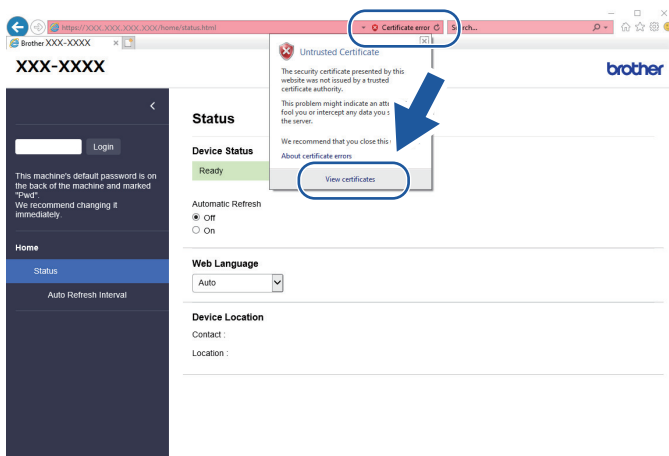 https://XXX.XXX.XXX.XXX/home/status.html
Certificate error
Brother XXX-XXXX
XXX-XXXX
brother
Untrusted Certificate
The security certificate presented by this
website was not issued by a trusted
certificate authority.
This problem might indicate an
fool you or intercept any data you
the server.
We recommend that you close this
About certificate errors
View certificates
Login
This machine's default password is on
the back of the machine and marked
"Pwd".
We recommend changing it
immediately.
Home
Status
Auto Refresh Interval
Status
Device Status
Ready
Automatic Refresh
Off
On
Web Language
Auto
Device Location
Contact :
Location :